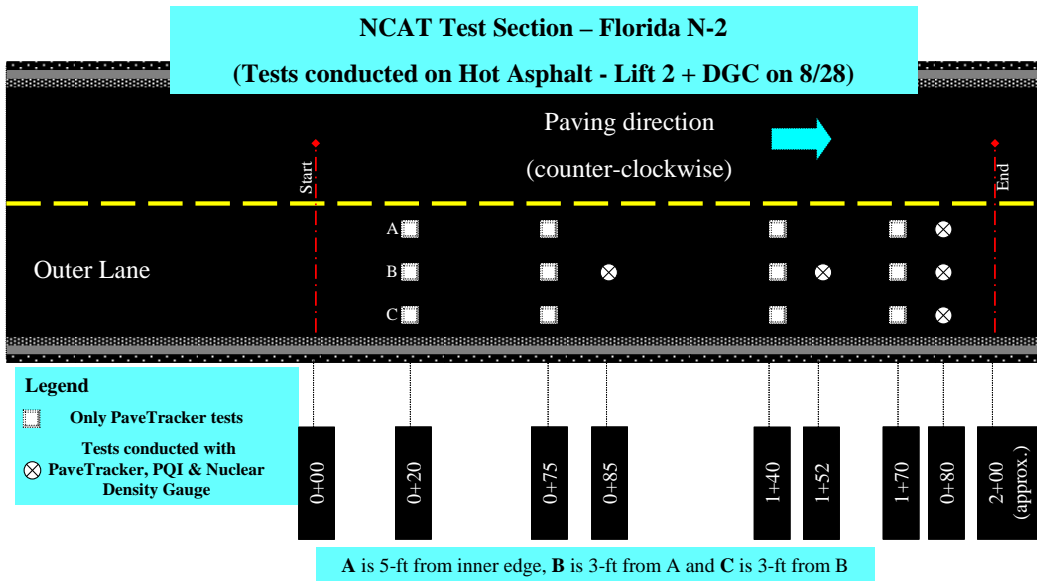 NCAT Test Section – Florida N-2
(Tests conducted on Hot Asphalt - Lift 2 + DGC on 8/28)
Paving direction
(counter-clockwise)
Start
End
A
B
C
Outer Lane
Legend
Only PaveTracker tests
Tests conducted with
PaveTracker, PQI & Nuclear
Density Gauge
0+00
0+20
0+75
0+85
1+40
1+52
1+70
0+80
2+00
(approx.)
A is 5-ft from inner edge, B is 3-ft from A and C is 3-ft from B